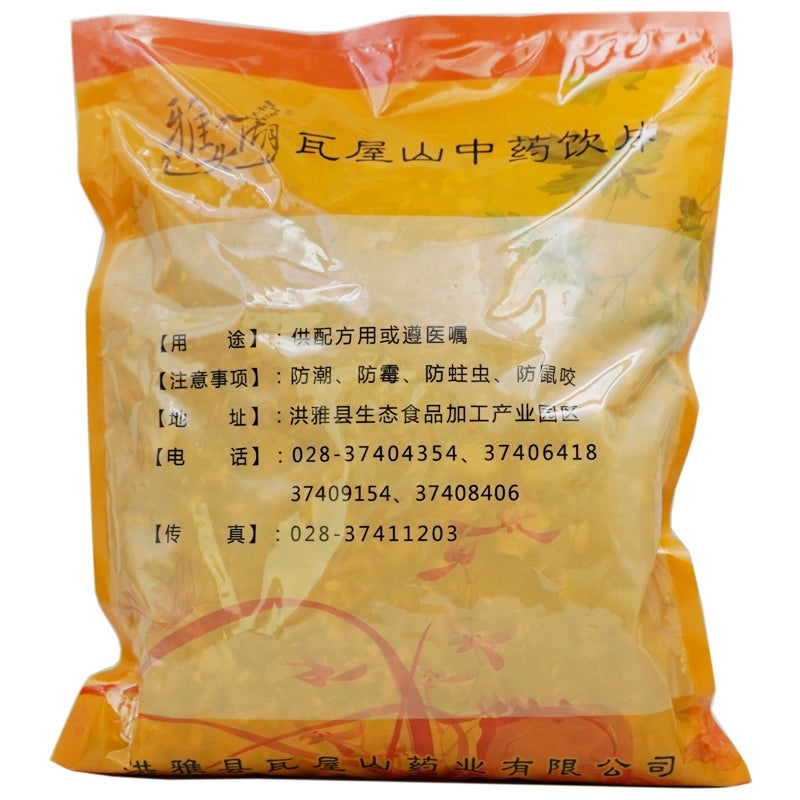 雅女湖®
瓦屋山中药饮片
【用 途】：供配方用或遵医嘱
【注意事项】：防潮、防霉、防蛀虫、防鼠咬
【地 址】：洪雅县生态食品加工产业园区
【电 话】：028-37404354、37406418
37409154、37408406
【传 真】：028-37411203
洪雅县瓦屋山药业有限公司